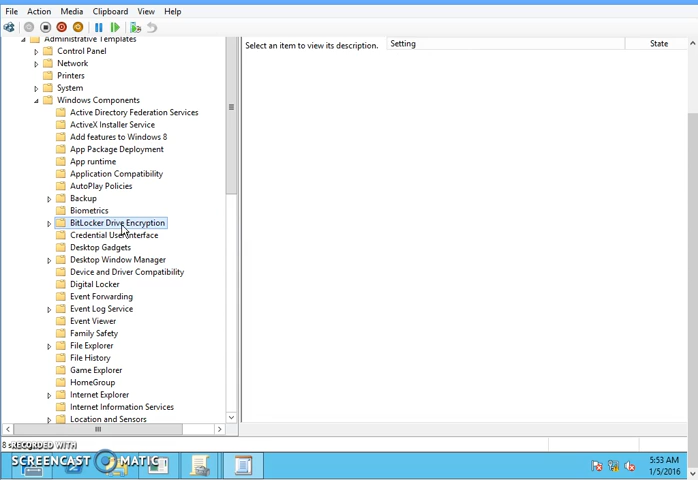 File Action Media Clipboard View Help
Administrative Templates
Select an item to view its description. Setting State
Control Panel
Network
Printers
System
Windows Components
Active Directory Federation Services
ActiveX Installer Service
Add features to Windows 8
App Package Deployment
App runtime
Application Compatibility
AutoPlay Policies
Backup
Biometrics
BitLocker Drive Encryption
Credential User Interface
Desktop Gadgets
Desktop Window Manager
Device and Driver Compatibility
Digital Locker
Event Forwarding
Event Log Service
Event Viewer
Family Safety
File Explorer
File History
Game Explorer
HomeGroup
Internet Explorer
Internet Information Services
Location and Sensors
8
RECORDED WITH
SCREENCAST MATIC
5:53 AM
1/5/2016